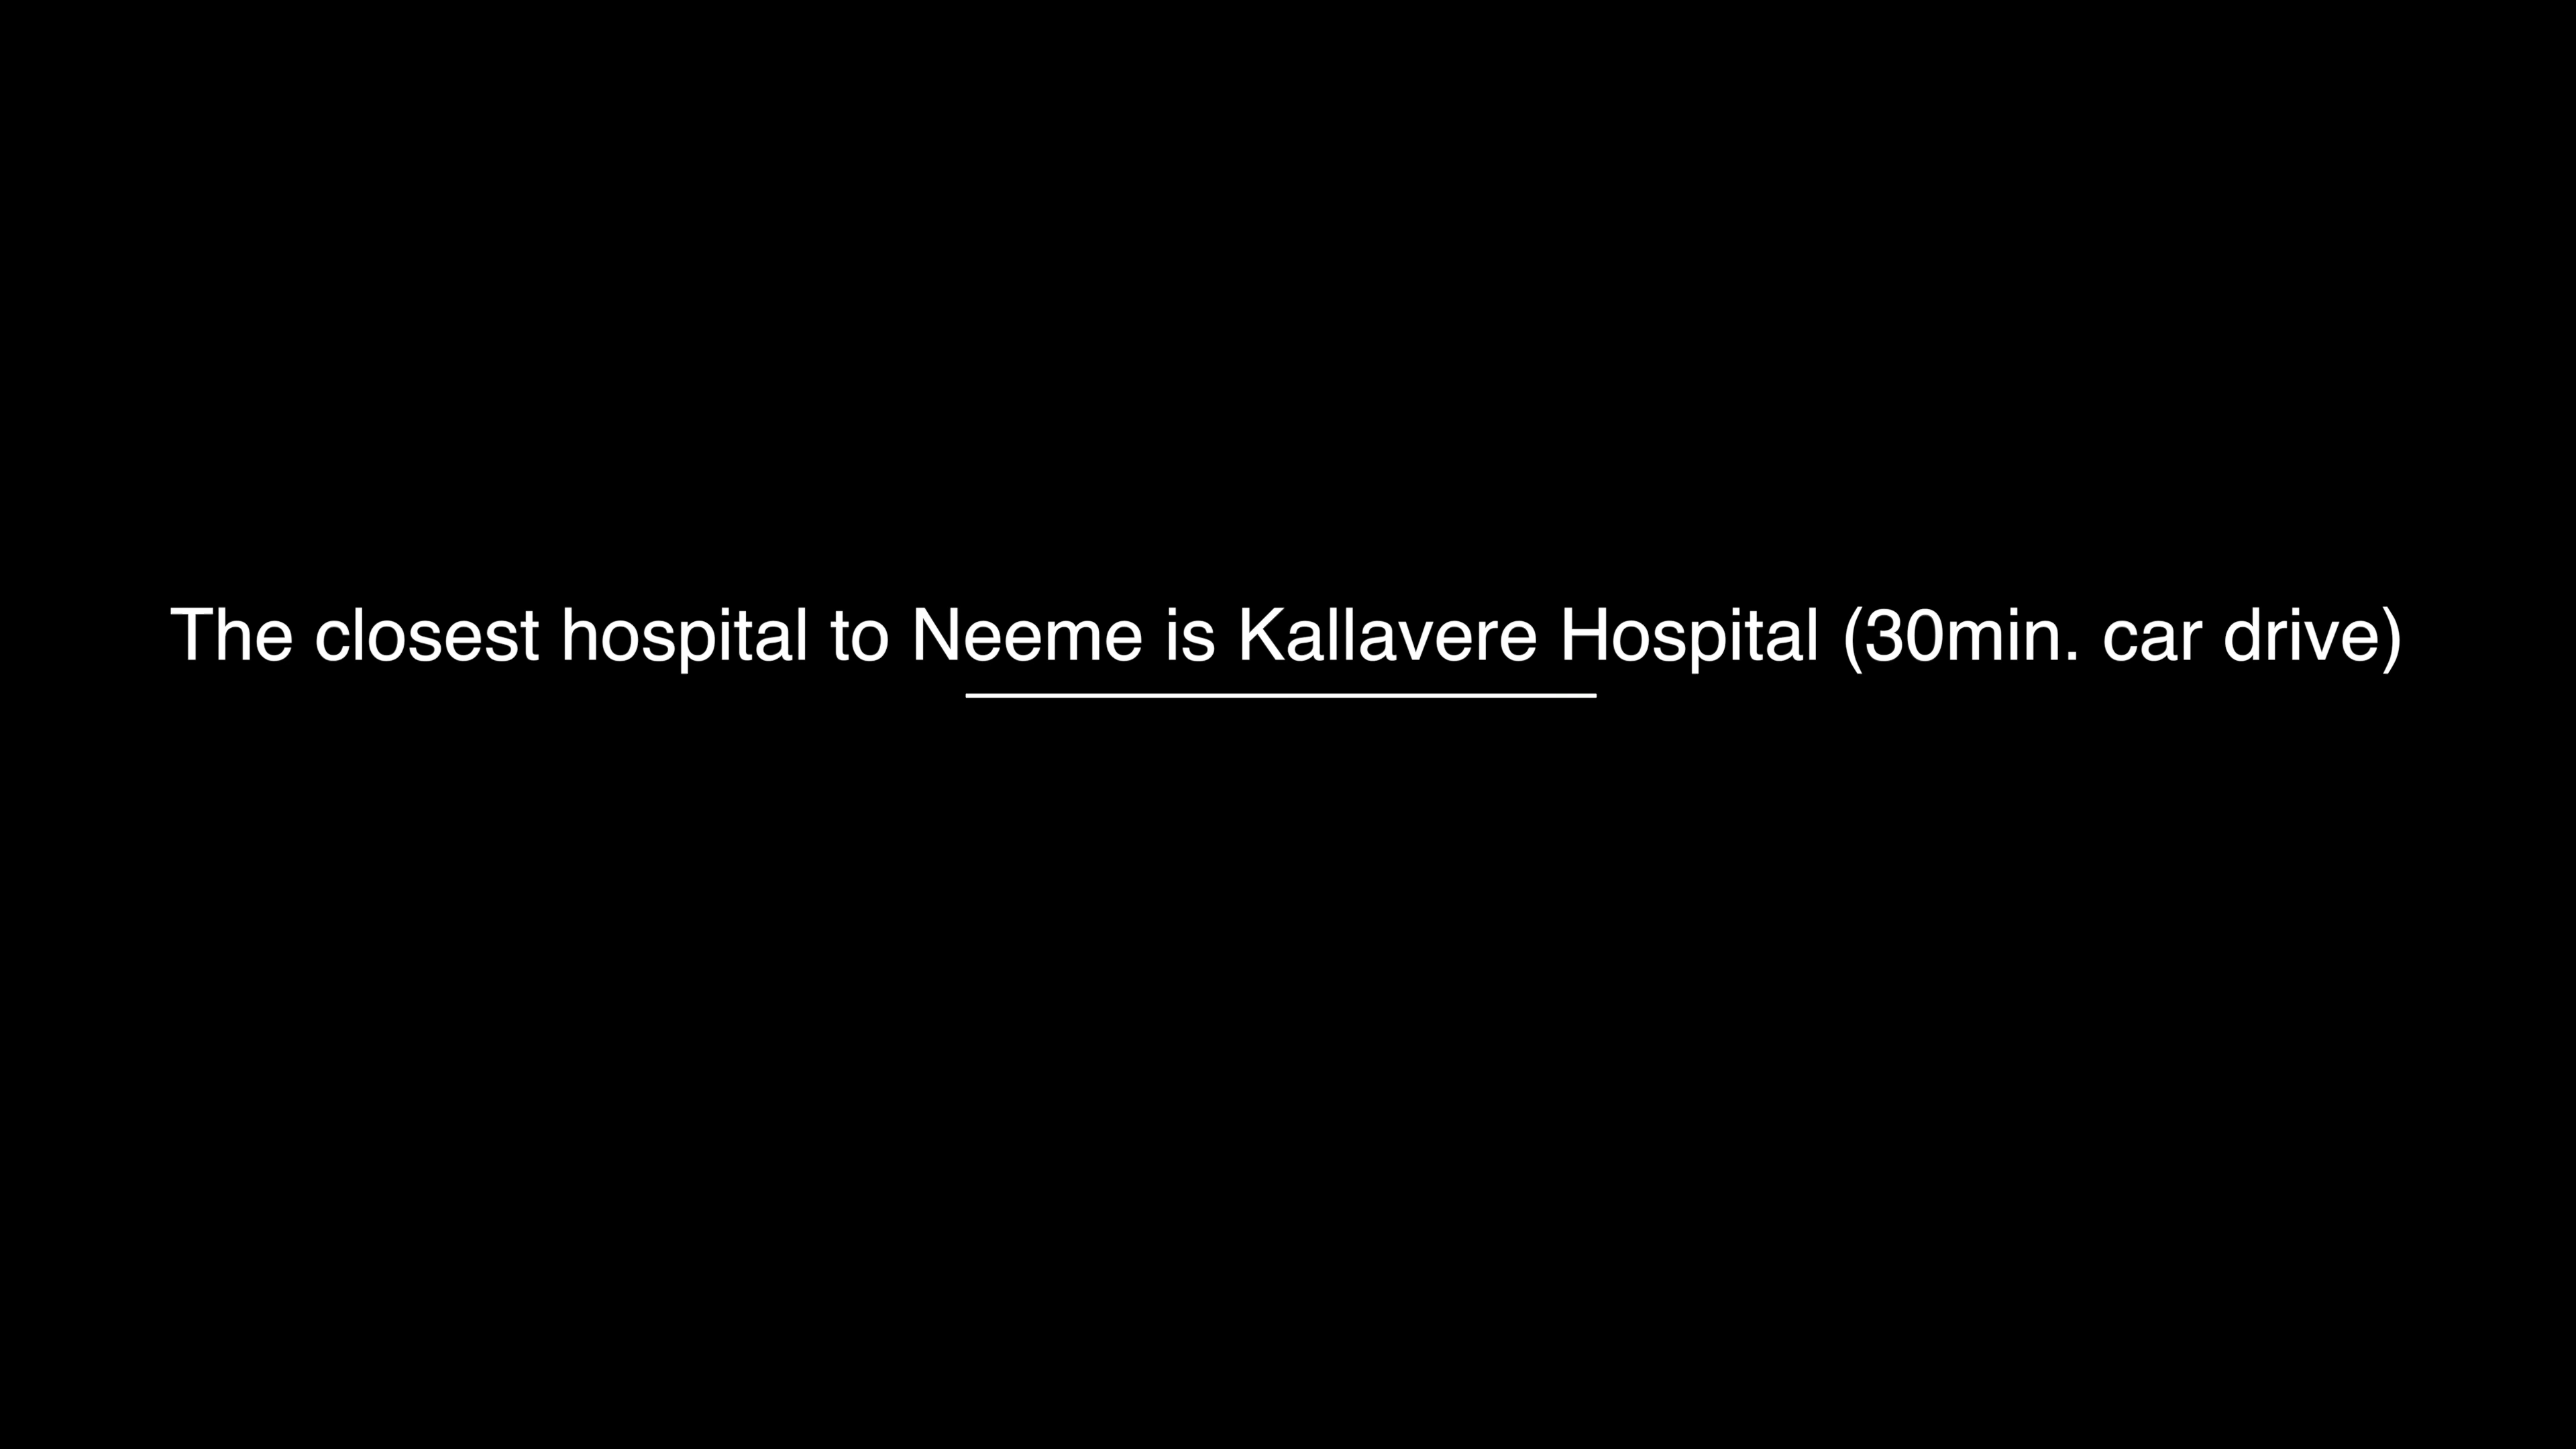 The closest hospital to Neeme is Kallavere Hospital (30min. car drive)